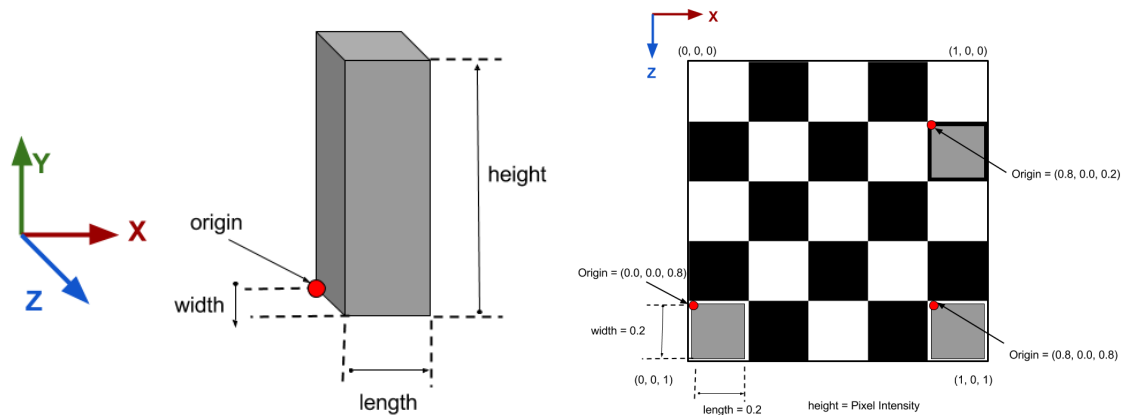 Y
X
Z
origin
width
length
height
X
Z
(0, 0, 0)
(1, 0, 0)
Origin = (0.8, 0.0, 0.2)
Origin = (0.0, 0.0, 0.8)
width = 0.2
Origin = (0.8, 0.0, 0.8)
(0, 0, 1)
(1, 0, 1)
length = 0.2
height = Pixel Intensity